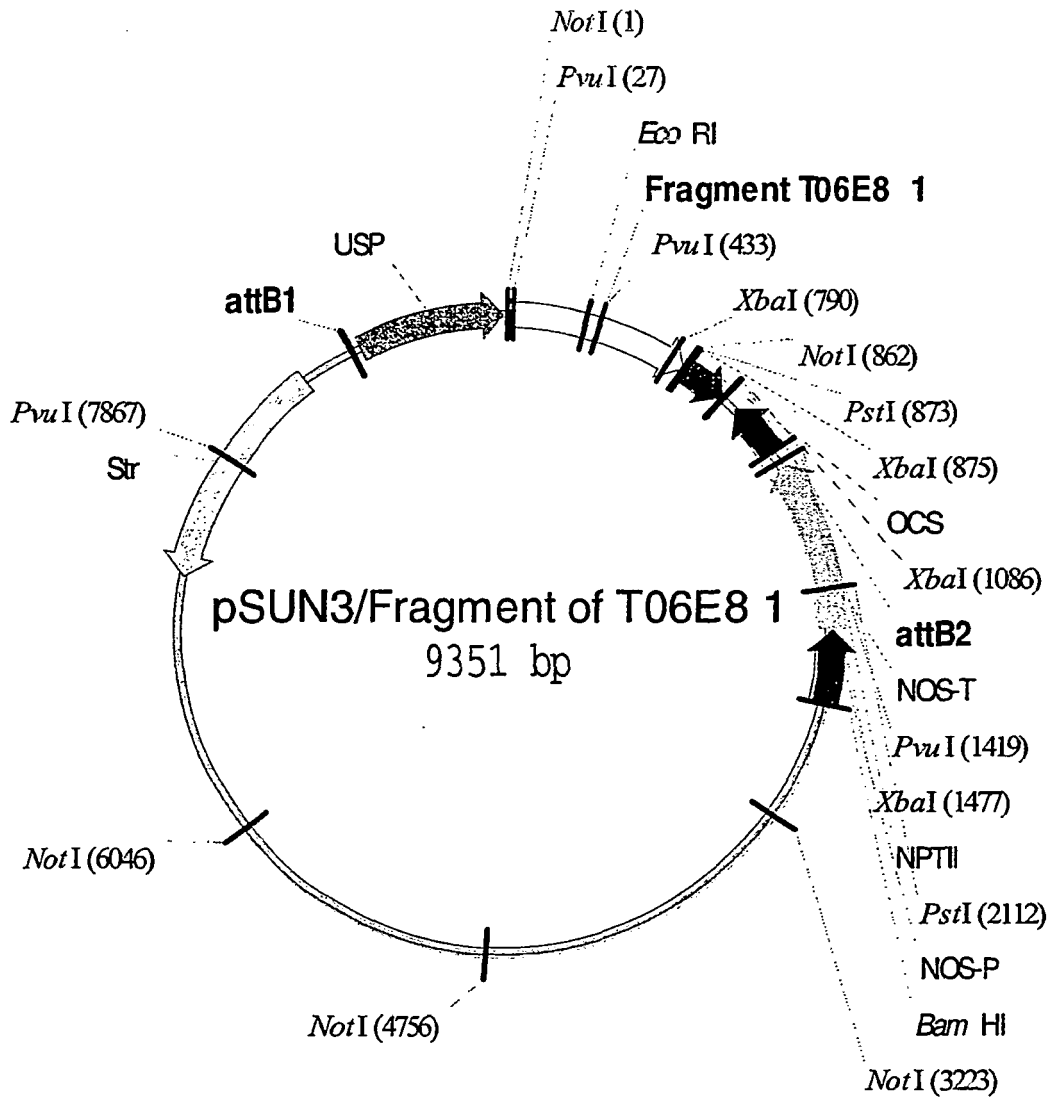 NotI (1)
PvuI (27)
Eco RI
Fragment T06E8 1
PvuI (433)
USP
attB1
XbaI (790)
NotI (862)
PstI (873)
PvuI (7867)
Str
XbaI (875)
OCS
XbaI (1086)
pSUN3/Fragment of T06E8 1
9351 bp
attB2
NOS-T
PvuI (1419)
XbaI (1477)
NPTII
NotI (6046)
PstI (2112)
NOS-P
Bam HI
NotI (4756)
NotI (3223)